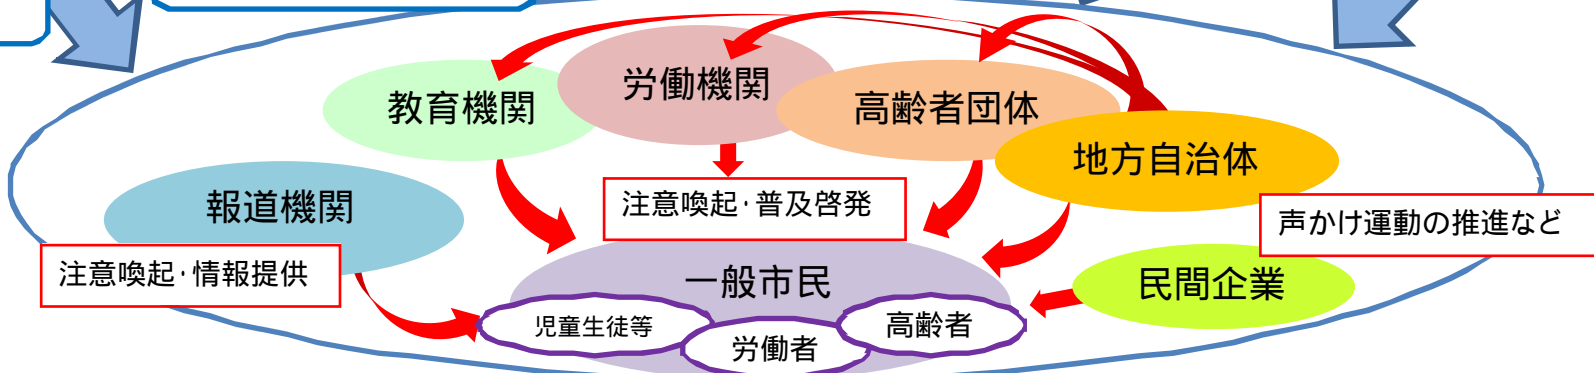 労働機関
教育機関
高齢者団体
地方自治体
報道機関
注意喚起・普及啓発
声かけ運動の推進など
注意喚起・情報提供
一般市民
民間企業
児童生徒等
高齢者
労働者